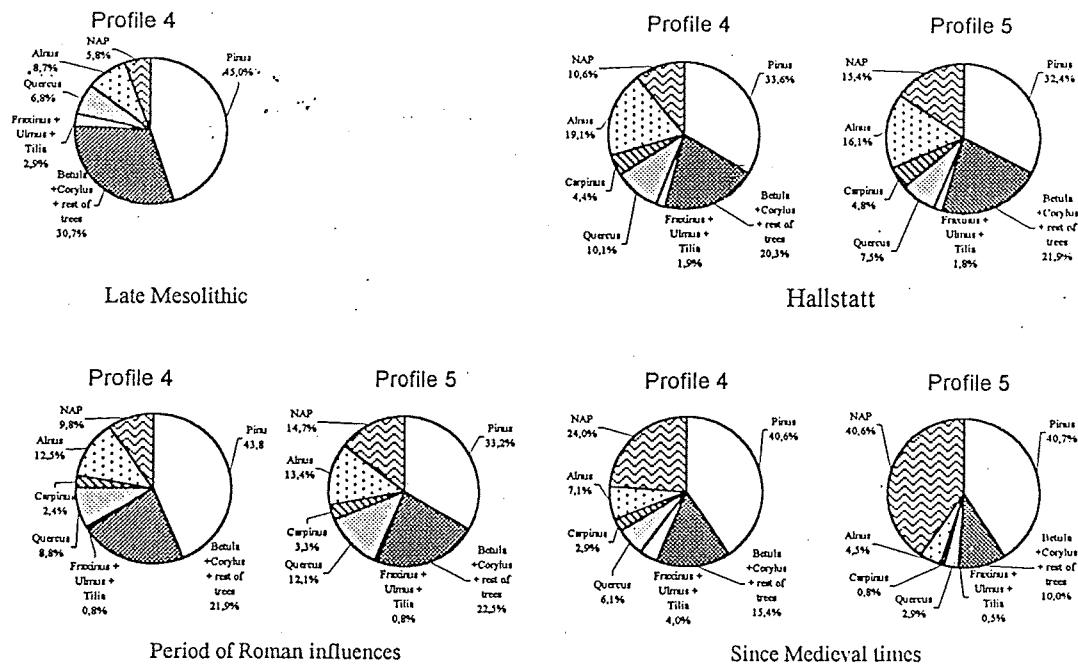 Profile 4
NAP
5,8%
Alnus
8,7%
Quercus
6,8%
Fraxinus +
Ulmus +
Tilia
2,9%
Betula
+Corylus
+ rest of
trees
30,7%
Pinus
45,0%
Late Mesolithic
Profile 4
NAP
10,6%
Alnus
19,1%
Carpinus
4,4%
Quercus
10,1%
Fraxinus +
Ulmus +
Tilia
1,9%
Betula
+Corylus
+ rest of
trees
20,3%
Pinus
33,6%
Profile 5
NAP
15,4%
Alnus
16,1%
Carpinus
4,8%
Quercus
7,5%
Fraxinus +
Ulmus +
Tilia
1,8%
Betula
+Corylus
+ rest of
trees
21,9%
Pinus
32,4%
Hallstatt
Profile 4
NAP
9,8%
Alnus
12,5%
Carpinus
2,4%
Quercus
8,8%
Fraxinus +
Ulmus +
Tilia
0,8%
Betula
+Corylus +
rest of
trees
21,9%
Pinus
43,8
Profile 5
NAP
14,7%
Alnus
13,4%
Carpinus
3,3%
Quercus
12,1%
Fraxinus +
Ulmus +
Tilia
0,8%
Betula
+Corylus
+ rest of
trees
22,5%
Pinus
33,2%
Period of Roman influences
Profile 4
NAP
24,0%
Alnus
7,1%
Carpinus
2,9%
Quercus
6,1%
Fraxinus +
Ulmus +
Tilia
4,0%
Betula
+Corylus +
rest of
trees
15,4%
Pinus
40,6%
Profile 5
NAP
40,6%
Alnus
4,5%
Carpinus
0,8%
Quercus
2,9%
Fraxinus +
Ulmus +
Tilia
0,5%
Betula
+Corylus +
rest of
trees
10,0%
Pinus
40,7%
Since Medieval times